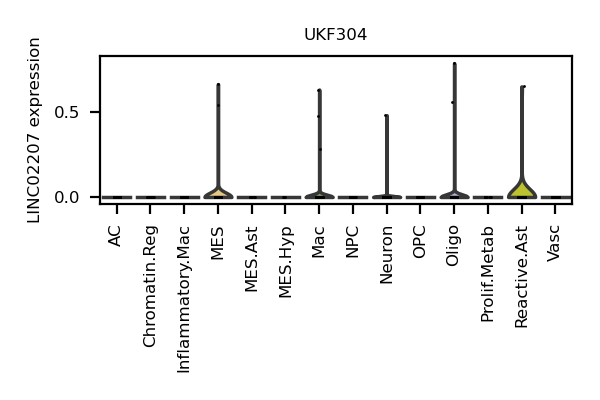 UKF304
LINC02207 expression
0.5
0.0
AC
Chromatin.Reg
Inflammatory.Mac
MES
MES.Ast
MES.Hyp
Mac
NPC
Neuron
OPC
Oligo
Prolif.Metab
Reactive.Ast
Vasc